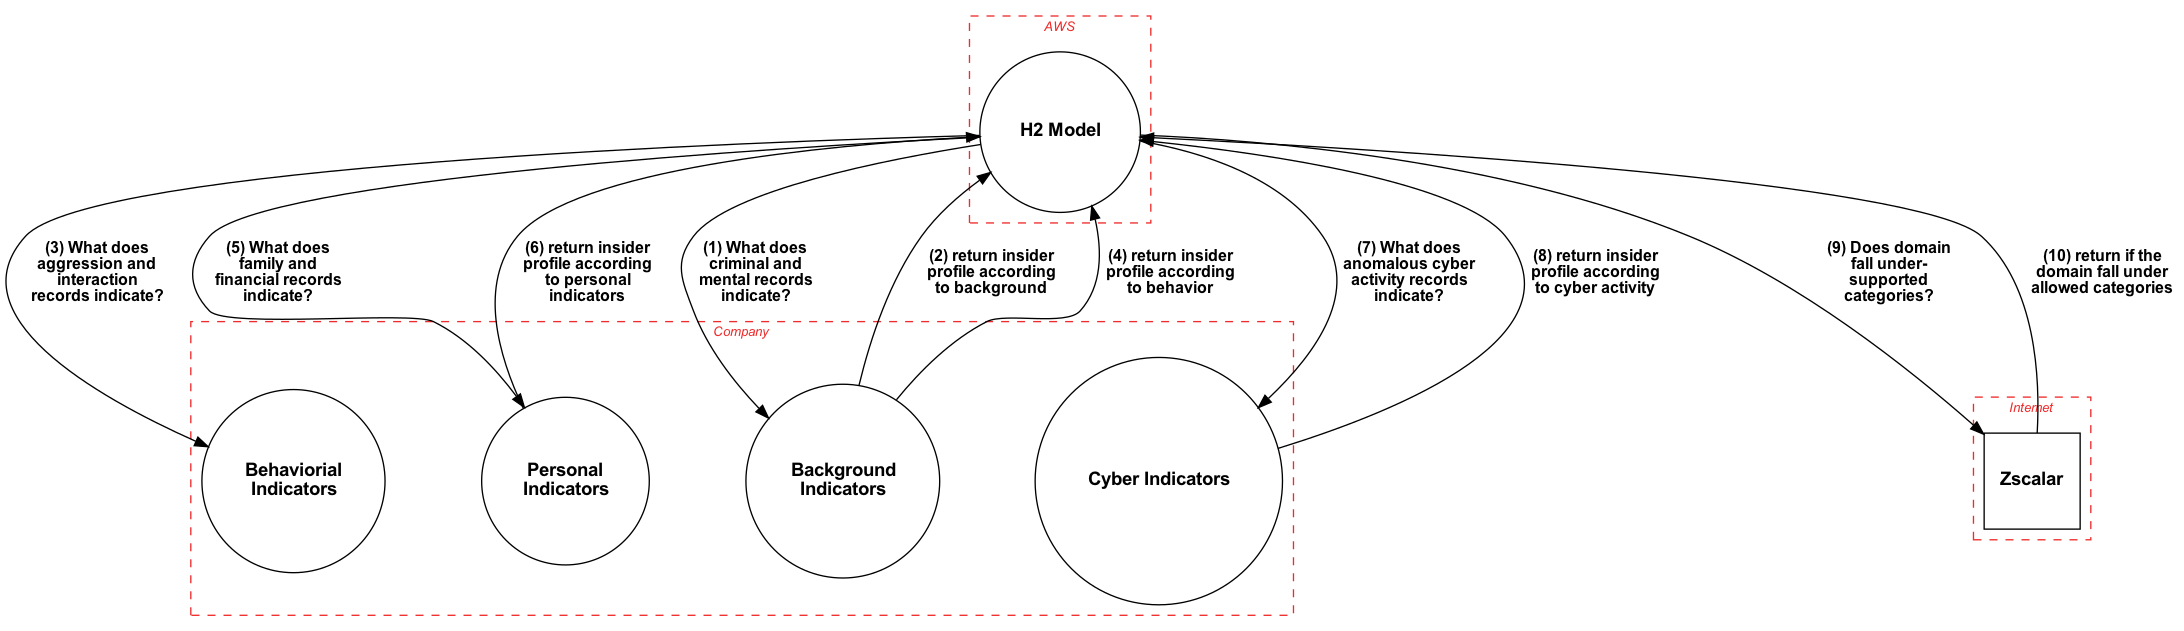 AWS
H2 Model
(3) What does
aggression and
interaction
records indicate?
(5) What does
family and
financial records
indicate?
(6) return insider
profile according
to personal
indicators
(1) What does
criminal and
mental records
indicate?
(2) return insider
profile according
to background
(4) return insider
profile according
to behavior
(7) What does
anomalous cyber
activity records
indicate?
(8) return insider
profile according
to cyber activity
(9) Does domain
fall under-
supported
categories?
(10) return if the
domain fall under
allowed categories
Company
Behaviorial
Indicators
Personal
Indicators
Background
Indicators
Cyber Indicators
Internet
Zscalar